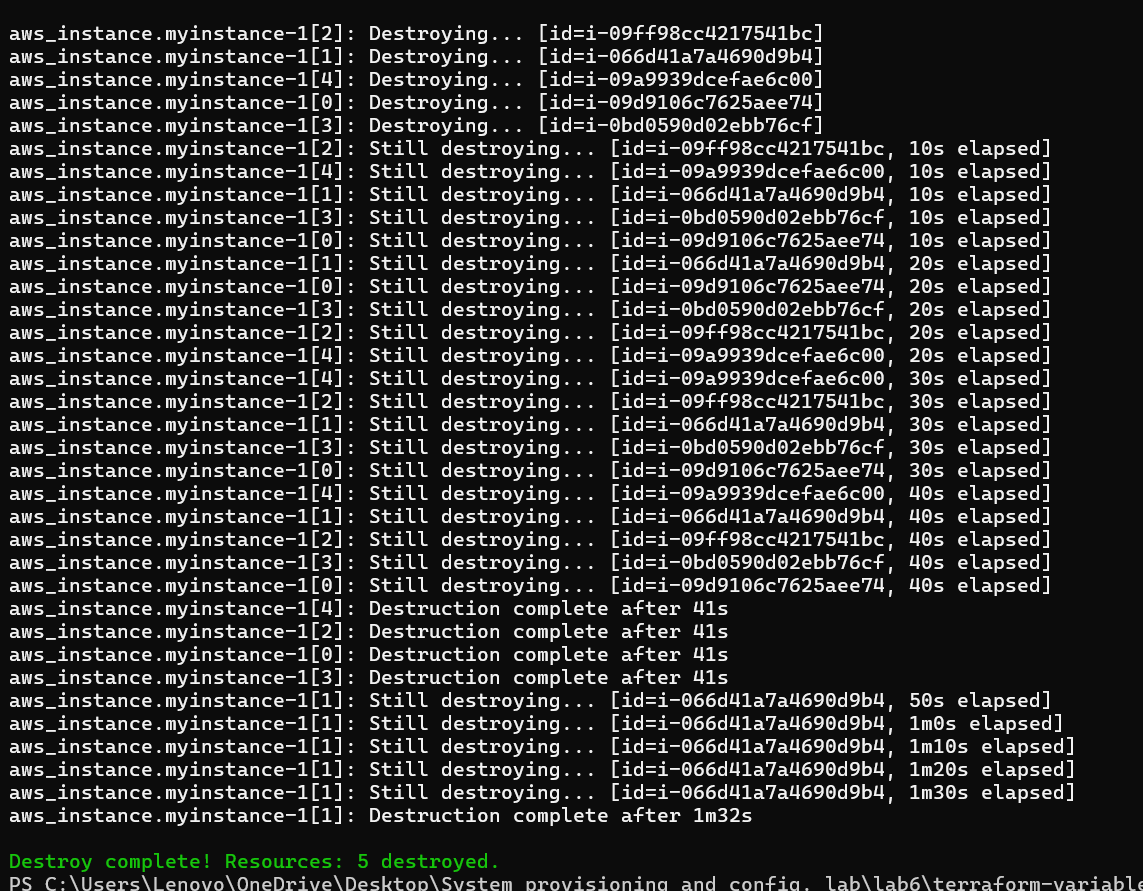 aws_instance.myinstance-1[2]: Destroying... [id=i-09ff98cc4217541bc]
aws_instance.myinstance-1[1]: Destroying... [id=i-066d41a7a4690d9b4]
aws_instance.myinstance-1[4]: Destroying... [id=i-09a9939dcefae6c00]
aws_instance.myinstance-1[0]: Destroying... [id=i-09d9106c7625aee74]
aws_instance.myinstance-1[3]: Destroying... [id=i-0bd0590d02ebb76cf]
aws_instance.myinstance-1[2]: Still destroying... [id=i-09ff98cc4217541bc, 10s elapsed]
aws_instance.myinstance-1[4]: Still destroying... [id=i-09a9939dcefae6c00, 10s elapsed]
aws_instance.myinstance-1[1]: Still destroying... [id=i-066d41a7a4690d9b4, 10s elapsed]
aws_instance.myinstance-1[3]: Still destroying... [id=i-0bd0590d02ebb76cf, 10s elapsed]
aws_instance.myinstance-1[0]: Still destroying... [id=i-09d9106c7625aee74, 10s elapsed]
aws_instance.myinstance-1[1]: Still destroying... [id=i-066d41a7a4690d9b4, 20s elapsed]
aws_instance.myinstance-1[0]: Still destroying... [id=i-09d9106c7625aee74, 20s elapsed]
aws_instance.myinstance-1[3]: Still destroying... [id=i-0bd0590d02ebb76cf, 20s elapsed]
aws_instance.myinstance-1[2]: Still destroying... [id=i-09ff98cc4217541bc, 20s elapsed]
aws_instance.myinstance-1[4]: Still destroying... [id=i-09a9939dcefae6c00, 20s elapsed]
aws_instance.myinstance-1[4]: Still destroying... [id=i-09a9939dcefae6c00, 30s elapsed]
aws_instance.myinstance-1[2]: Still destroying... [id=i-09ff98cc4217541bc, 30s elapsed]
aws_instance.myinstance-1[1]: Still destroying... [id=i-066d41a7a4690d9b4, 30s elapsed]
aws_instance.myinstance-1[3]: Still destroying... [id=i-0bd0590d02ebb76cf, 30s elapsed]
aws_instance.myinstance-1[0]: Still destroying... [id=i-09d9106c7625aee74, 30s elapsed]
aws_instance.myinstance-1[4]: Still destroying... [id=i-09a9939dcefae6c00, 40s elapsed]
aws_instance.myinstance-1[1]: Still destroying... [id=i-066d41a7a4690d9b4, 40s elapsed]
aws_instance.myinstance-1[2]: Still destroying... [id=i-09ff98cc4217541bc, 40s elapsed]
aws_instance.myinstance-1[3]: Still destroying... [id=i-0bd0590d02ebb76cf, 40s elapsed]
aws_instance.myinstance-1[0]: Still destroying... [id=i-09d9106c7625aee74, 40s elapsed]
aws_instance.myinstance-1[4]: Destruction complete after 41s
aws_instance.myinstance-1[2]: Destruction complete after 41s
aws_instance.myinstance-1[0]: Destruction complete after 41s
aws_instance.myinstance-1[3]: Destruction complete after 41s
aws_instance.myinstance-1[1]: Still destroying... [id=i-066d41a7a4690d9b4, 50s elapsed]
aws_instance.myinstance-1[1]: Still destroying... [id=i-066d41a7a4690d9b4, 1m0s elapsed]
aws_instance.myinstance-1[1]: Still destroying... [id=i-066d41a7a4690d9b4, 1m10s elapsed]
aws_instance.myinstance-1[1]: Still destroying... [id=i-066d41a7a4690d9b4, 1m20s elapsed]
aws_instance.myinstance-1[1]: Still destroying... [id=i-066d41a7a4690d9b4, 1m30s elapsed]
aws_instance.myinstance-1[1]: Destruction complete after 1m32s
Destroy complete! Resources: 5 destroyed.
PS C:\Users\Lenovo\OneDrive\Desktop\System provisioning and config. lab\lab6\terraform-variabl